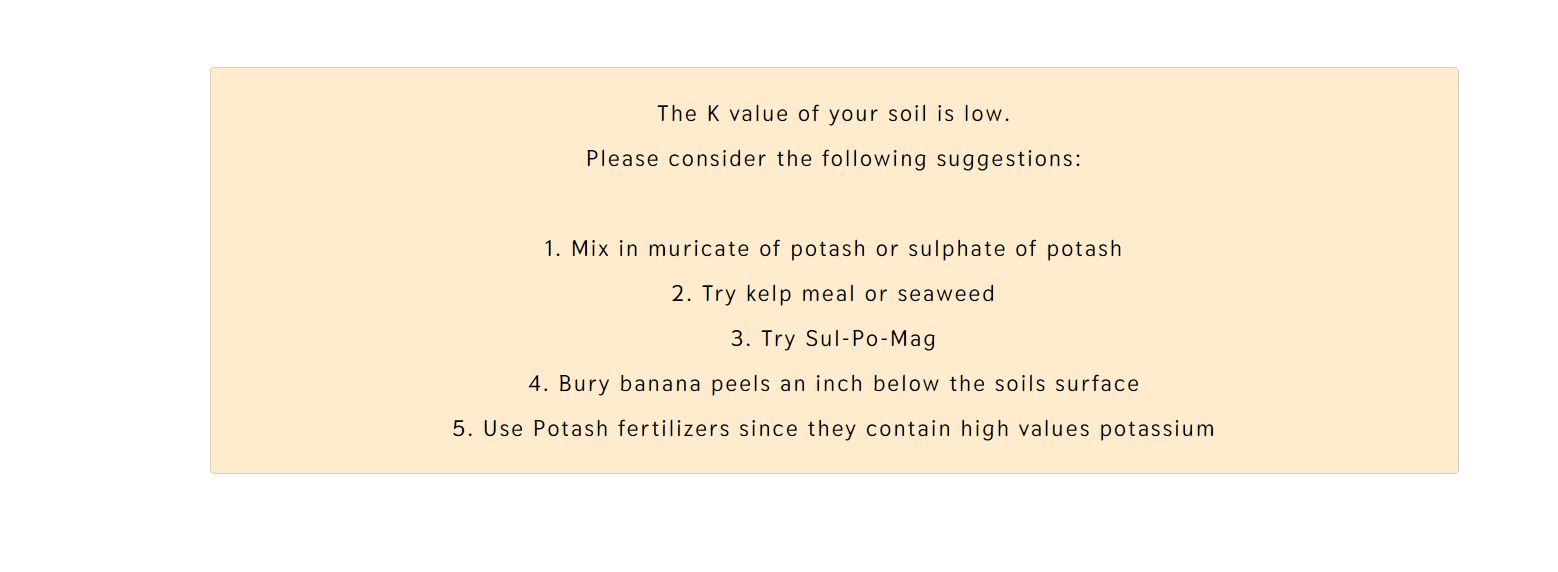 The K value of your soil is low.
Please consider the following suggestions:
1. Mix in muricate of potash or sulphate of potash
2. Try kelp meal or seaweed
3. Try Sul-Po-Mag
4. Bury banana peels an inch below the soils surface
5. Use Potash fertilizers since they contain high values potassium